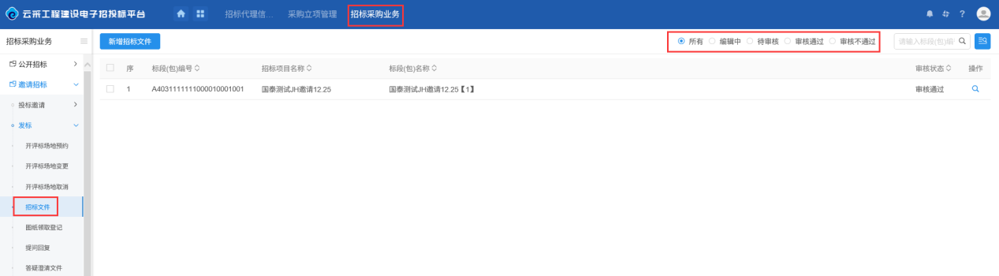 云采工程建设电子招投标平台
招标代理信...
采购立项管理
招标采购业务
?
招标采购业务
新增招标文件
所有 编辑中 待审核 审核通过 审核不通过
请输入标段(包)编
公开招标
序 标段(包)编号 招标项目名称 标段(包)名称 审核状态 操作
邀请招标
1 A4031111111000010001001 国泰测试JH邀请12.25 国泰测试JH邀请12.25【1】 审核通过
投标邀请
发标
开评标场地预约
开评标场地变更
开评标场地取消
招标文件
图纸领取登记
提问回复
答疑澄清文件